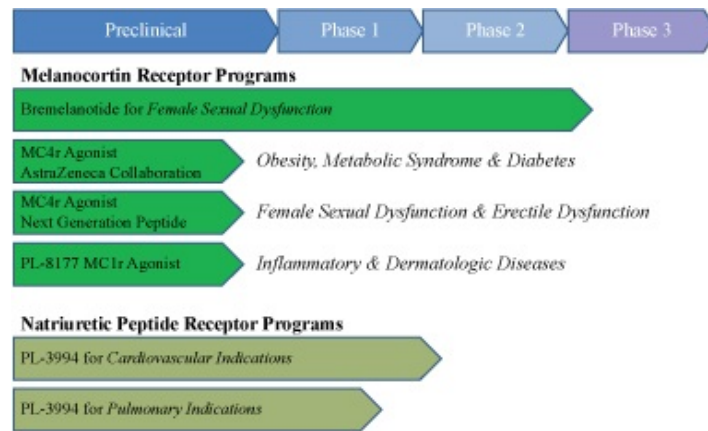 Preclinical Phase 1 Phase 2 Phase 3
Melanocortin Receptor Programs
Bremelanotide for Female Sexual Dysfunction
MC4r Agonist
AstraZeneca Collaboration
Obesity, Metabolic Syndrome & Diabetes
MC4r Agonist
Next Generation Peptide
Female Sexual Dysfunction & Erectile Dysfunction
PL-8177 MC1r Agonist
Inflammatory & Dermatologic Diseases
Natriuretic Peptide Receptor Programs
PL-3994 for Cardiovascular Indications
PL-3994 for Pulmonary Indications